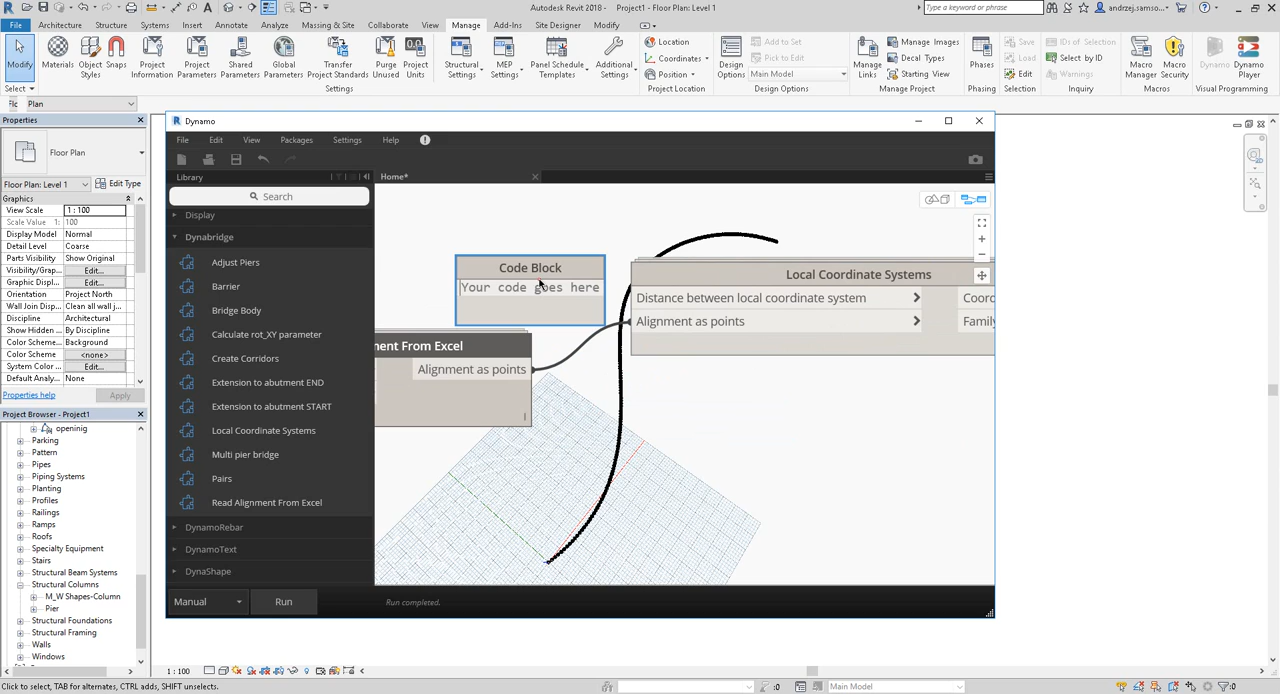 Autodesk Revit 2018 - Project1 - Floor Plan: Level 1
Type a keyword or phrase
andrzej.samso...
File Architecture Structure Systems Insert Annotate Analyze Massing & Site Collaborate View Manage Add-Ins Site Designer Modify
Modify
Materials
Object Styles
Snaps
Project Information
Project Parameters
Shared Parameters
Global Parameters
Transfer Project Standards
Purge Unused
Project Units
Structural Settings
MEP Settings
Panel Schedule Templates
Additional Settings
Location
Coordinates
Position
Design Options
Add to Set
Pick to Edit
Main Model
Manage Links
Manage Images
Decal Types
Starting View
Phases
Save
Load
Edit
IDs of Selection
Select by ID
Warnings
Macro Manager
Macro Security
Dynamo
Dynamo Player
Select
Settings
Project Location
Design Options
Manage Project
Phasing
Selection
Inquiry
Macros
Visual Programming
Plan
Properties
Floor Plan
Floor Plan: Level 1
Edit Type
Graphics
View Scale 1 : 100
Scale Value 1: 100
Display Model Normal
Detail Level Coarse
Parts Visibility Show Original
Visibility/Grap... Edit...
Graphic Displ... Edit...
Orientation Project North
Wall Join Displ... Clean all wall j...
Discipline Architectural
Show Hidden ... By Discipline
Color Scheme ... Background
Color Scheme <none>
System Color ... Edit...
Default Analy... None
Properties help
Apply
Project Browser - Project1
openinig
Parking
Pattern
Pipes
Piping Systems
Planting
Profiles
Railings
Ramps
Roofs
Specialty Equipment
Stairs
Structural Beam Systems
Structural Columns
M_W Shapes-Column
Pier
Structural Foundations
Structural Framing
Walls
Windows
Dynamo
File Edit View Packages Settings Help
Library
Search
Display
Dynabridge
Adjust Piers
Barrier
Bridge Body
Calculate rot_XY parameter
Create Corridors
Extension to abutment END
Extension to abutment START
Local Coordinate Systems
Multi pier bridge
Pairs
Read Alignment From Excel
DynamoRebar
DynamoText
DynaShape
Home*
Code Block
Your code goes here
ment From Excel
Alignment as points
Local Coordinate Systems
Distance between local coordinate system
Coord
Alignment as points
Family
Manual
Run
Run completed.
1 : 100
Click to select, TAB for alternates, CTRL adds, SHIFT unselects.
:0
Main Model
:0